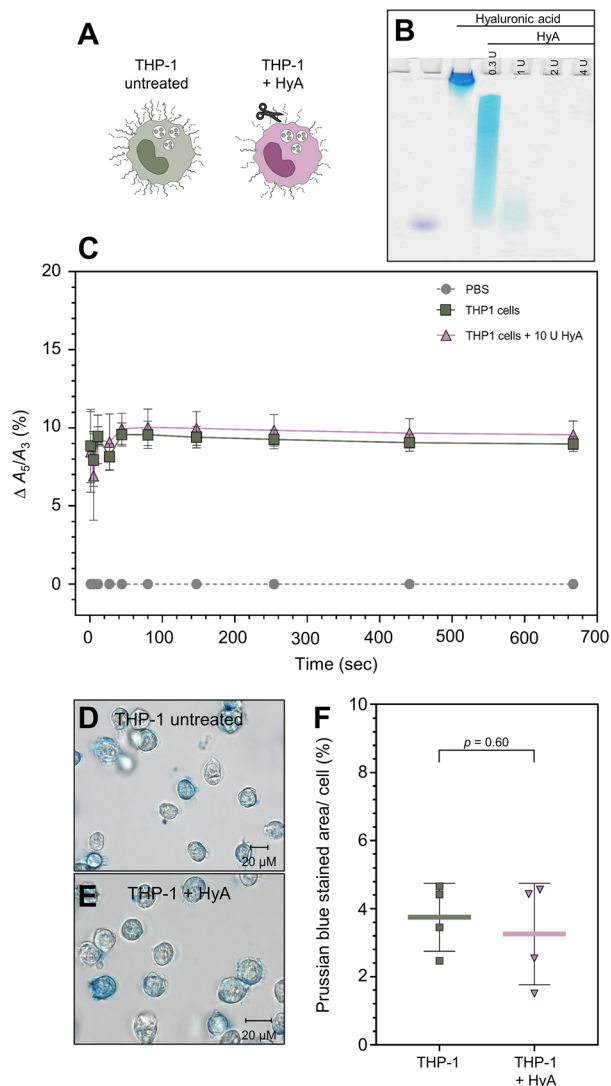 A
THP-1
untreated
THP-1
+ HyA
B
Hyaluronic acid
HyA
0.3 U
1 U
2 U
4 U
C
20
15
10
5
0
Δ A5/A3 (%)
0
100
200
300
400
500
600
700
Time (sec)
PBS
THP1 cells
THP1 cells + 10 U HyA
D
THP-1 untreated
20 µM
E
THP-1 + HyA
20 µM
F
10
8
6
4
2
0
Prussian blue stained area/ cell (%)
p = 0.60
THP-1
THP-1
+ HyA